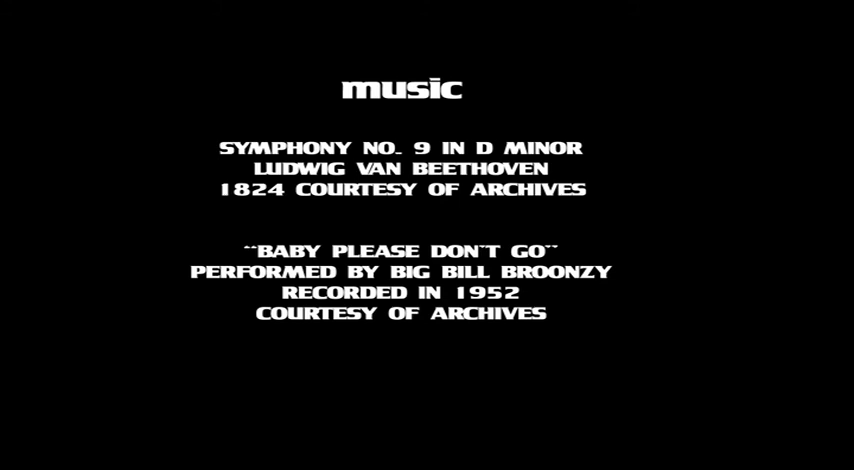 music
SYMPHONY NO. 9 IN D MINOR
LUDWIG VAN BEETHOVEN
1824 COURTESY OF ARCHIVES
"BABY PLEASE DON'T GO"
PERFORMED BY BIG BILL BROONZY
RECORDED IN 1952
COURTESY OF ARCHIVES